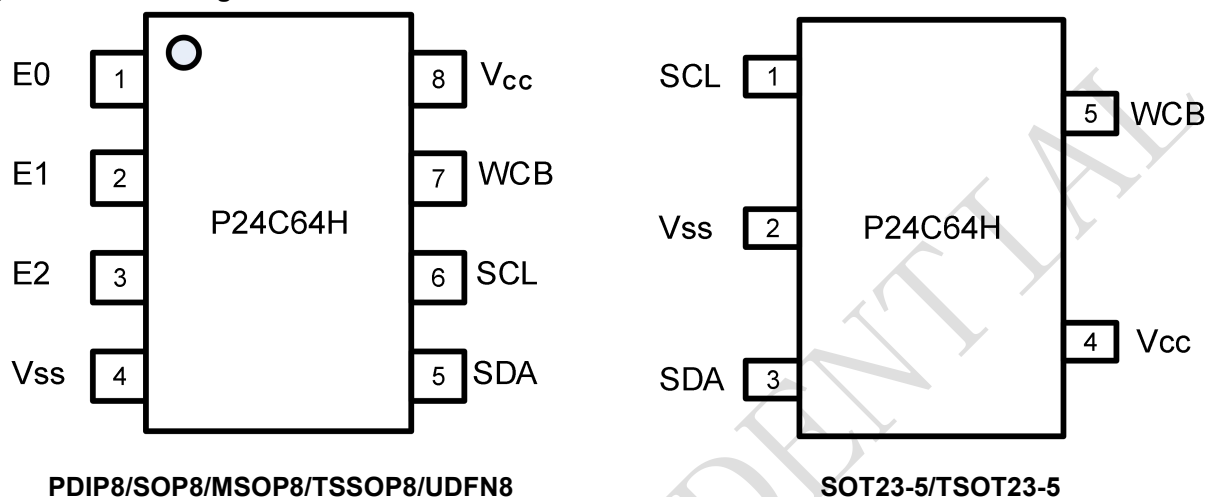 E0 1 8 Vcc
E1 2 7 WCB
P24C64H
E2 3 6 SCL
Vss 4 5 SDA
PDIP8/SOP8/MSOP8/TSSOP8/UDFN8
SCL 1
5 WCB
Vss 2 P24C64H
4 Vcc
SDA 3
SOT23-5/TSOT23-5
DENTIAL